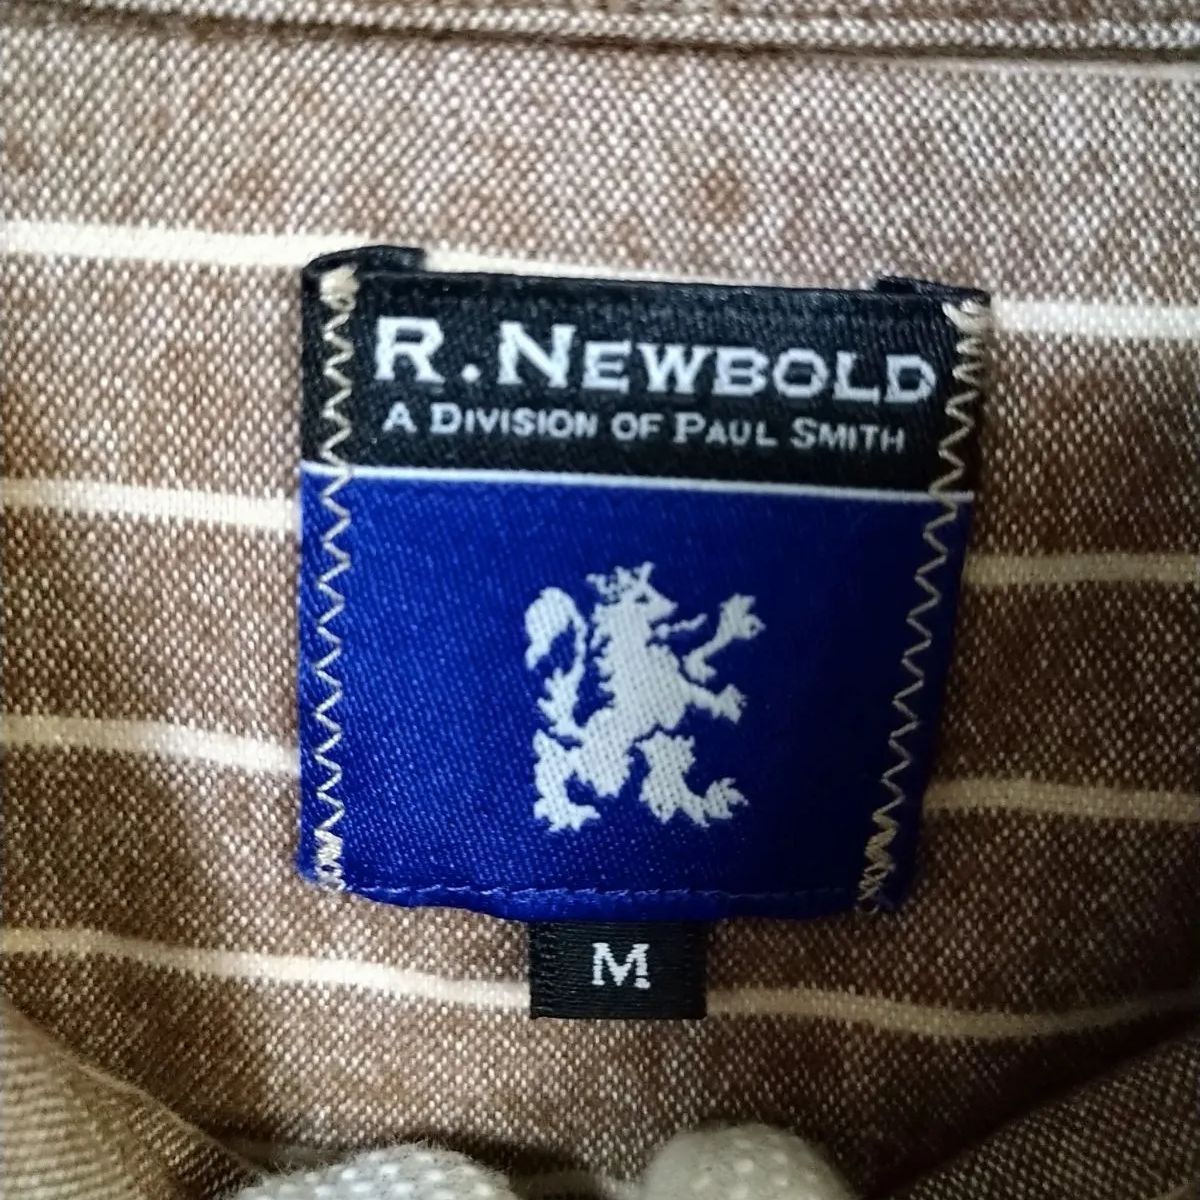 R. NEWBOLD
A DIVISION OF PAUL SMITH
M